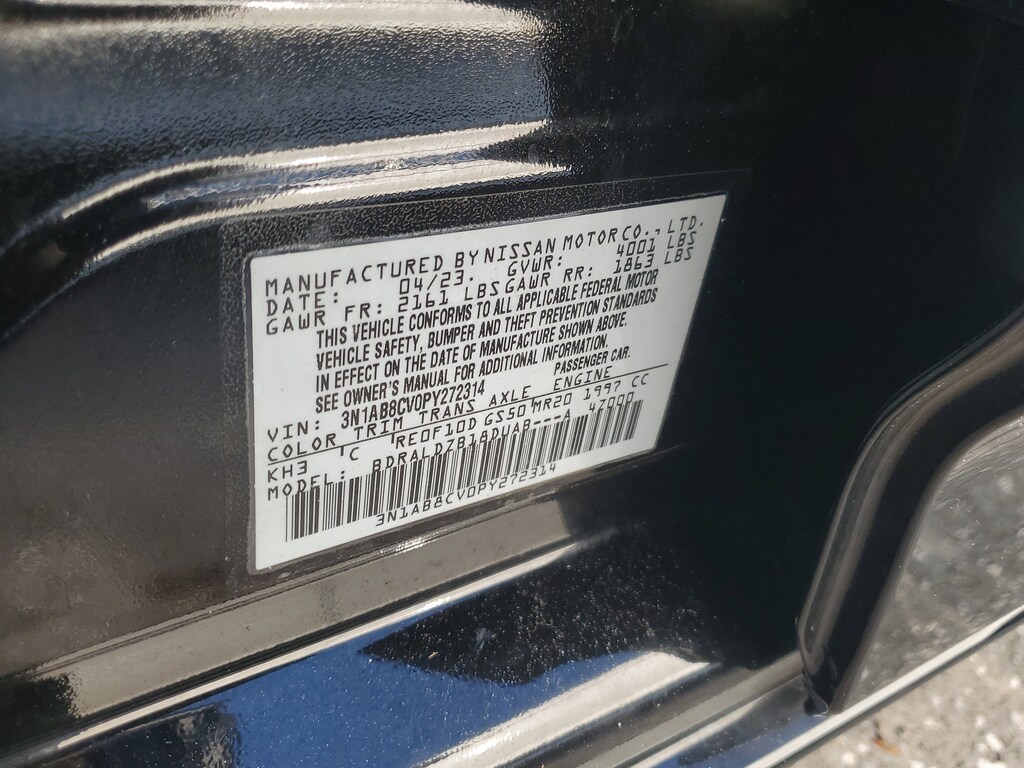 MANUFACTURED BY NISSAN MOTOR CO., LTD.
DATE: 04/23. GVWR: 4001 LBS
GAWR FR: 2161 LBS GAWR RR: 1863 LBS
THIS VEHICLE CONFORMS TO ALL APPLICABLE FEDERAL MOTOR
VEHICLE SAFETY, BUMPER AND THEFT PREVENTION STANDARDS
IN EFFECT ON THE DATE OF MANUFACTURE SHOWN ABOVE.
SEE OWNER'S MANUAL FOR ADDITIONAL INFORMATION.
VIN: 3N1AB8CV0PY272314 PASSENGER CAR.
COLOR TRIM TRANS AXLE ENGINE
KH3 C RE0F10D GS50 MR20 1997 CC
MODEL: BDRALDZB18DUAB---A 47000
3N1AB8CV0PY272314